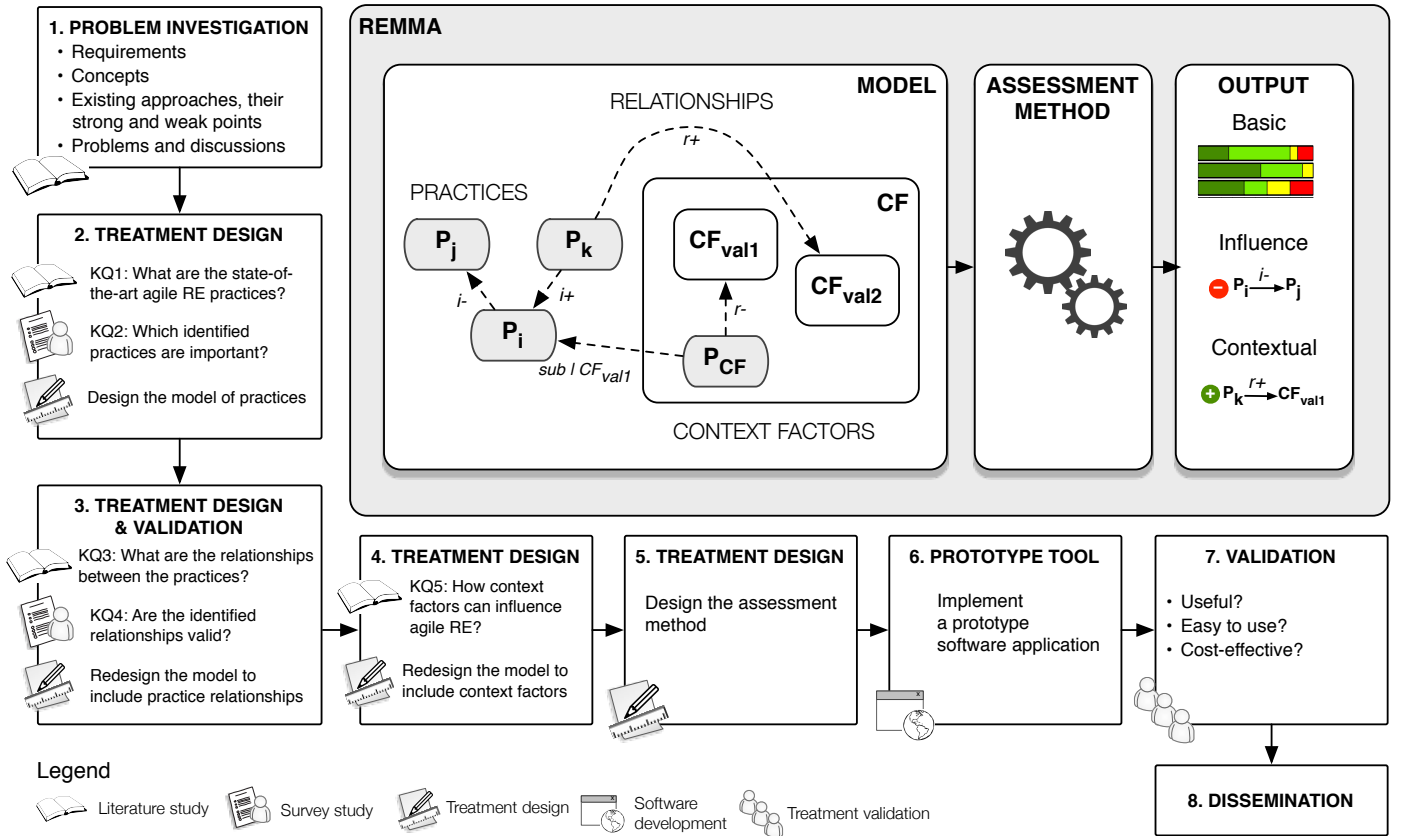 1. PROBLEM INVESTIGATION
• Requirements
• Concepts
• Existing approaches, their
strong and weak points
• Problems and discussions
2. TREATMENT DESIGN
KQ1: What are the state-of-
the-art agile RE practices?
KQ2: Which identified
practices are important?
Design the model of practices
3. TREATMENT DESIGN
& VALIDATION
KQ3: What are the relationships
between the practices?
KQ4: Are the identified
relationships valid?
Redesign the model to
include practice relationships
4. TREATMENT DESIGN
KQ5: How context
factors can influence
agile RE?
Redesign the model to
include context factors
5. TREATMENT DESIGN
Design the assessment
method
6. PROTOTYPE TOOL
Implement
a prototype
software application
x
7. VALIDATION
• Useful?
• Easy to use?
• Cost-effective?
8. DISSEMINATION
REMMA
MODEL
RELATIONSHIPS
r+
PRACTICES
CF
Pj
Pk
CFval1
CFval2
i-
i+
r-
Pi
PCF
sub | CFval1
CONTEXT FACTORS
ASSESSMENT
METHOD
OUTPUT
Basic
Influence
− Pi i- Pj
Contextual
+ Pk r+ CFval1
Legend
Literature study
Survey study
Treatment design
x
Software
development
Treatment validation